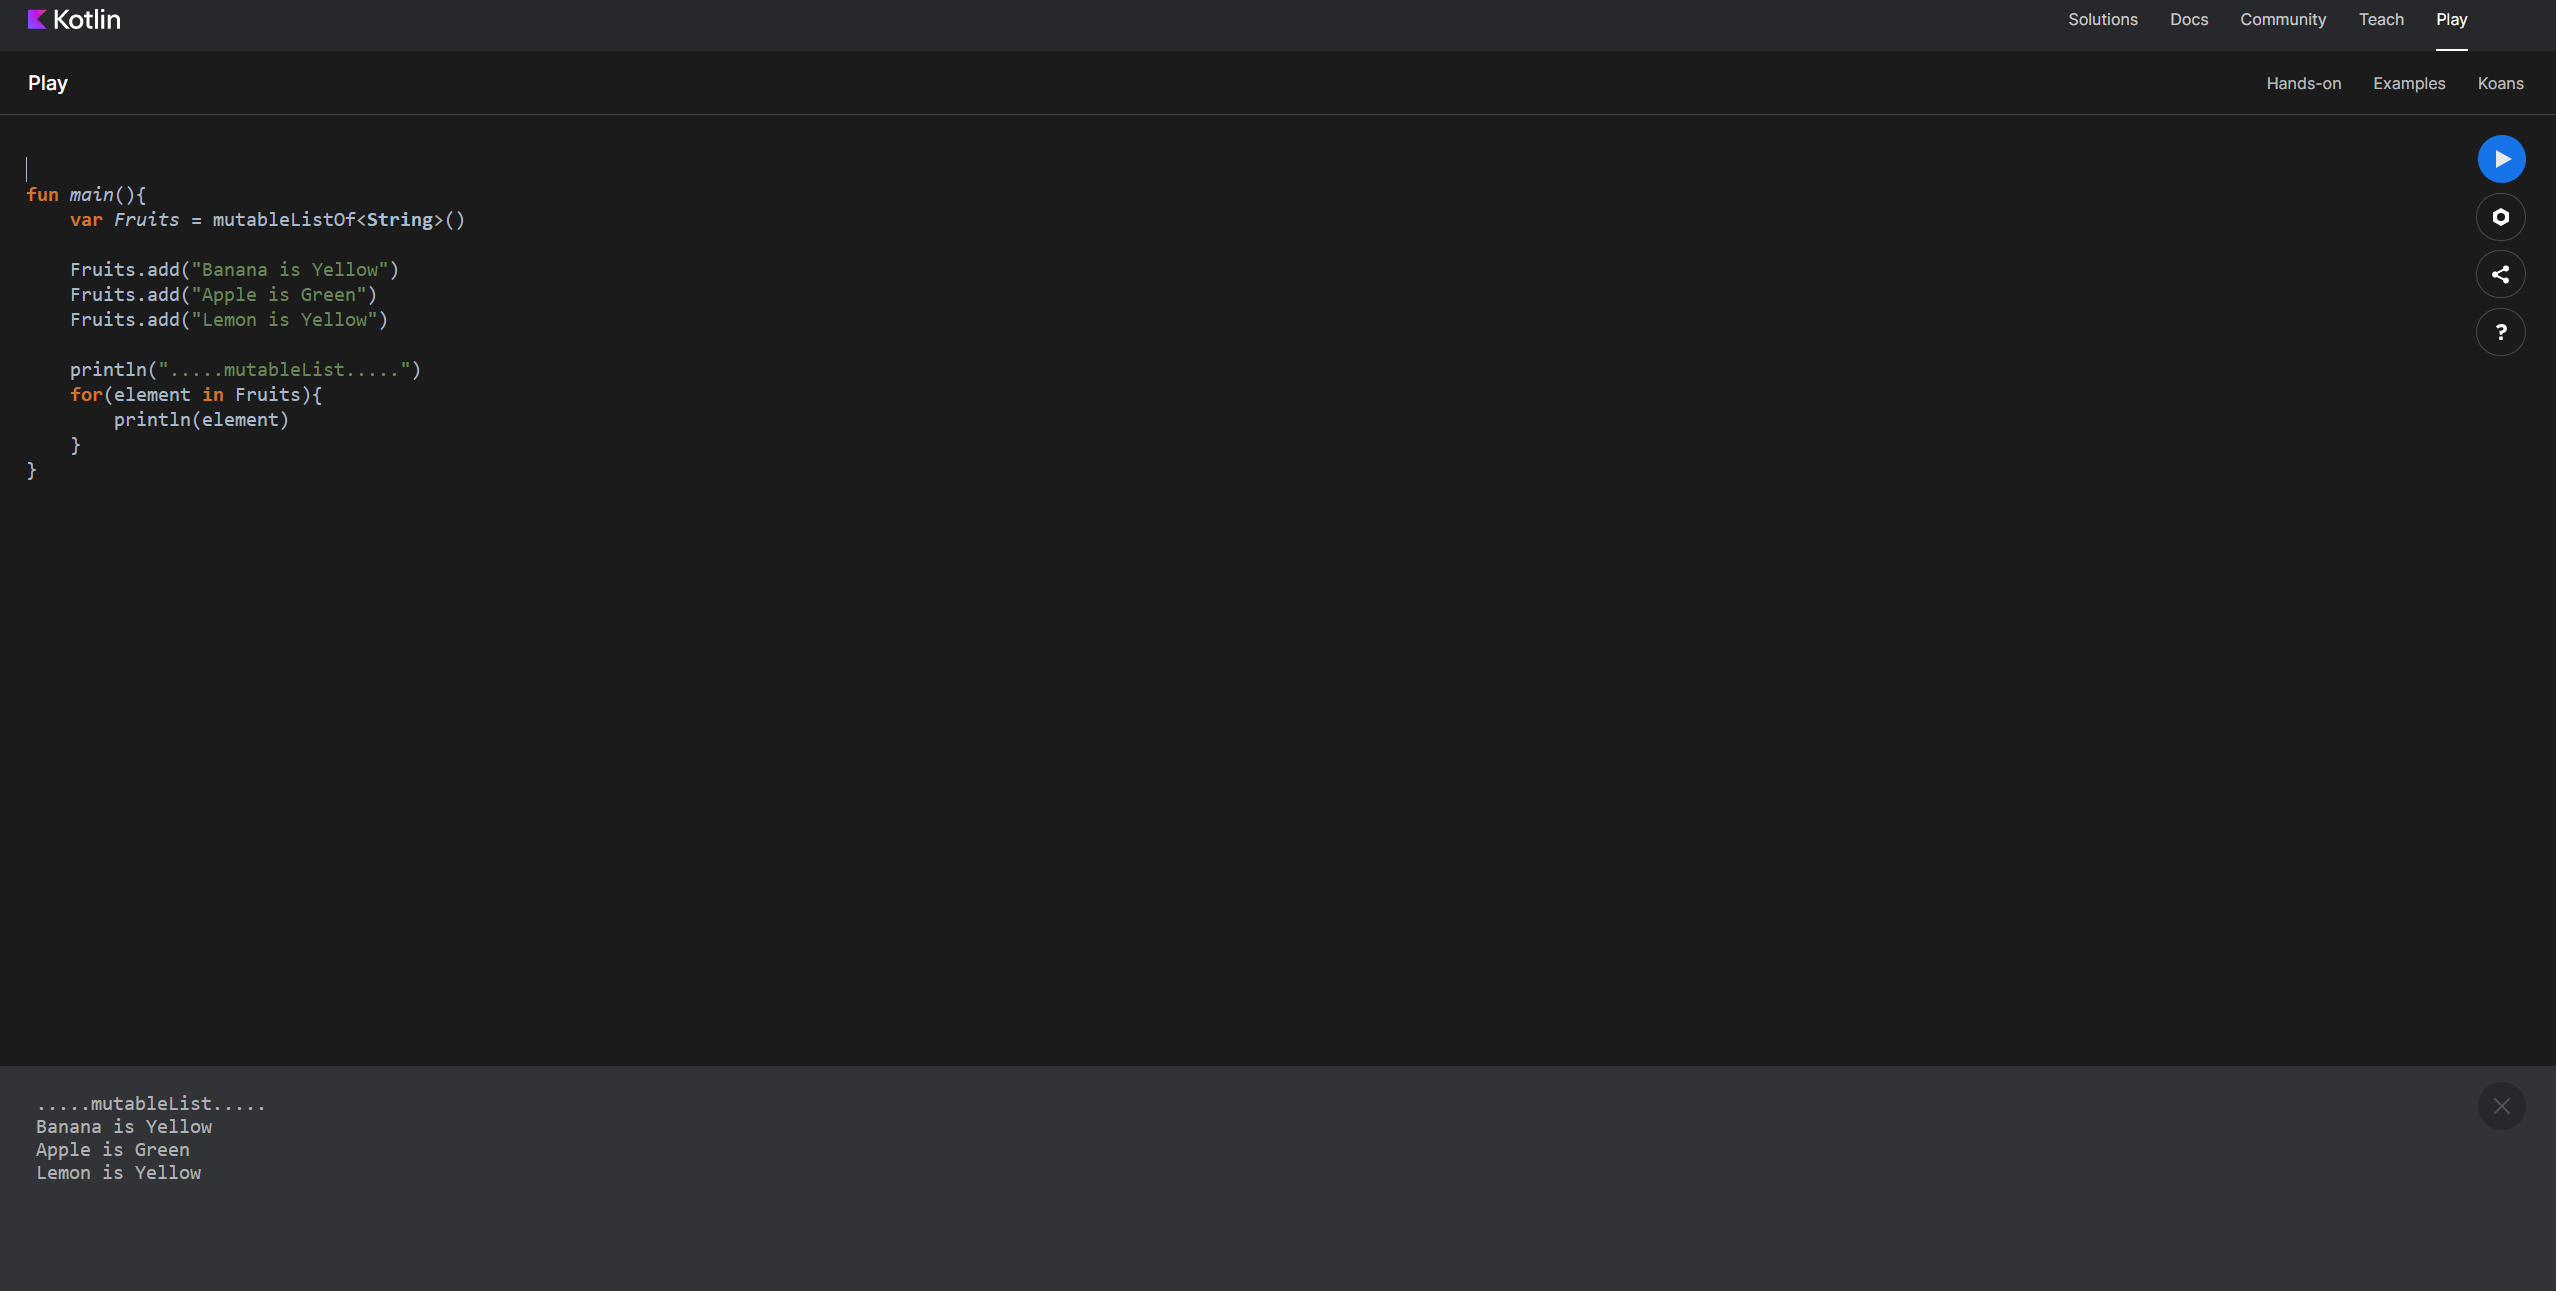 Kotlin
Solutions Docs Community Teach Play
Play
Hands-on Examples Koans
fun main(){
    var Fruits = mutableListOf<String>()
    Fruits.add("Banana is Yellow")
    Fruits.add("Apple is Green")
    Fruits.add("Lemon is Yellow")
    println(".....mutableList.....")
    for(element in Fruits){
        println(element)
    }
}
?
.....mutableList.....
Banana is Yellow
Apple is Green
Lemon is Yellow